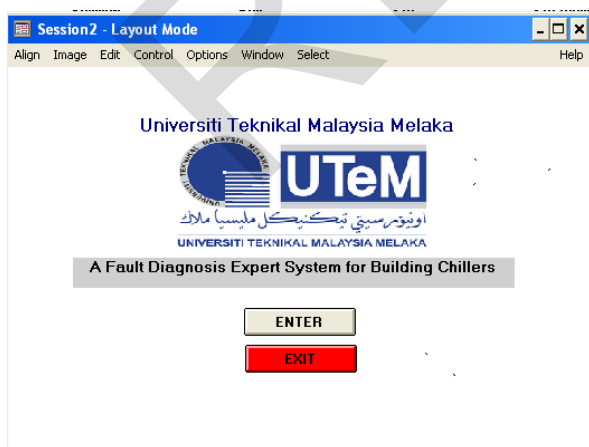 Session2 - Layout Mode
Align Image Edit Control Options Window Select Help
Universiti Teknikal Malaysia Melaka
UTeM
اونيۏرسيتي تيكنيكل مليسيا ملاك
UNIVERSITI TEKNIKAL MALAYSIA MELAKA
A Fault Diagnosis Expert System for Building Chillers
ENTER
EXIT